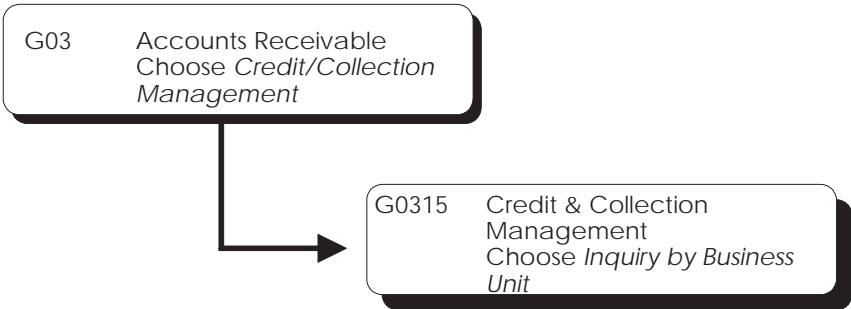 G03 Accounts Receivable
Choose Credit/Collection
Management
G0315 Credit & Collection
Management
Choose Inquiry by Business
Unit